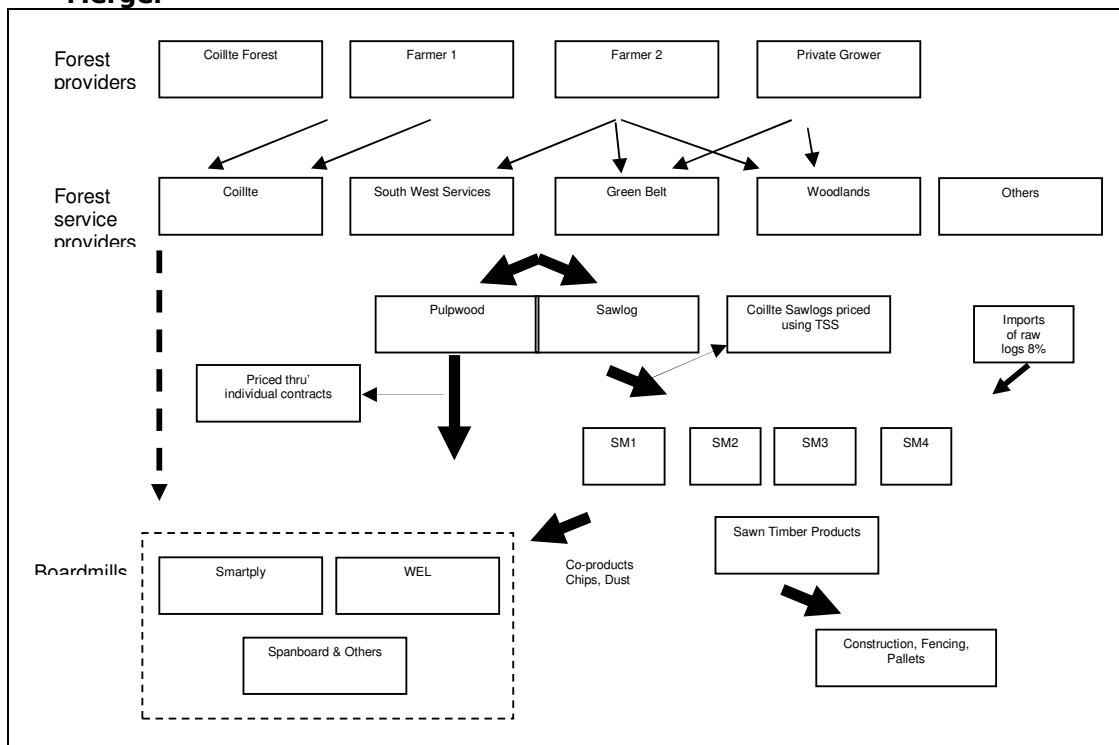 Merger
Forest
providers
Coillte Forest
Farmer 1
Farmer 2
Private Grower
Forest
service
providers
Coillte
South West Services
Green Belt
Woodlands
Others
Pulpwood
Sawlog
Coillte Sawlogs priced
using TSS
Imports
of raw
logs 8%
Priced thru'
individual contracts
SM1
SM2
SM3
SM4
Boardmills
Smartply
WEL
Spanboard & Others
Co-products
Chips, Dust
Sawn Timber Products
Construction, Fencing,
Pallets